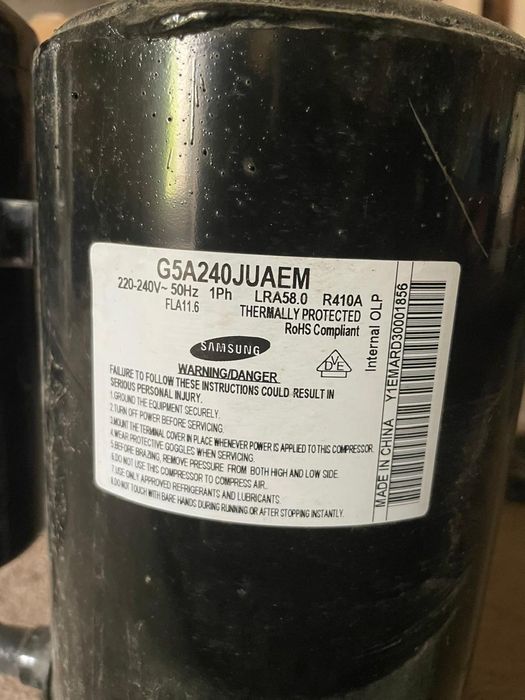 G5A240JUAEM
220-240V~ 50Hz 1Ph LRA58.0 R410A
FLA11.6 THERMALLY PROTECTED
RoHS Compliant
SAMSUNG
DVE
WARNING/DANGER
FAILURE TO FOLLOW THESE INSTRUCTIONS COULD RESULT IN
SERIOUS PERSONAL INJURY.
1.GROUND THE EQUIPMENT SECURELY.
2.TURN OFF POWER BEFORE SERVICING.
3.MOUNT THE TERMINAL COVER IN PLACE WHENEVER POWER IS APPLIED TO THIS COMPRESSOR.
4.WEAR PROTECTIVE GOGGLES WHEN SERVICING.
5.BEFORE BRAZING, REMOVE PRESSURE FROM BOTH HIGH AND LOW SIDE.
6.DO NOT USE THIS COMPRESSOR TO COMPRESS AIR.
7.USE ONLY APPROVED REFRIGERANTS AND LUBRICANTS.
8.DO NOT TOUCH WITH BARE HANDS DURING RUNNING OR AFTER STOPPING INSTANTLY.
Internal OLP
MADE IN CHINA Y1EMARD30001856